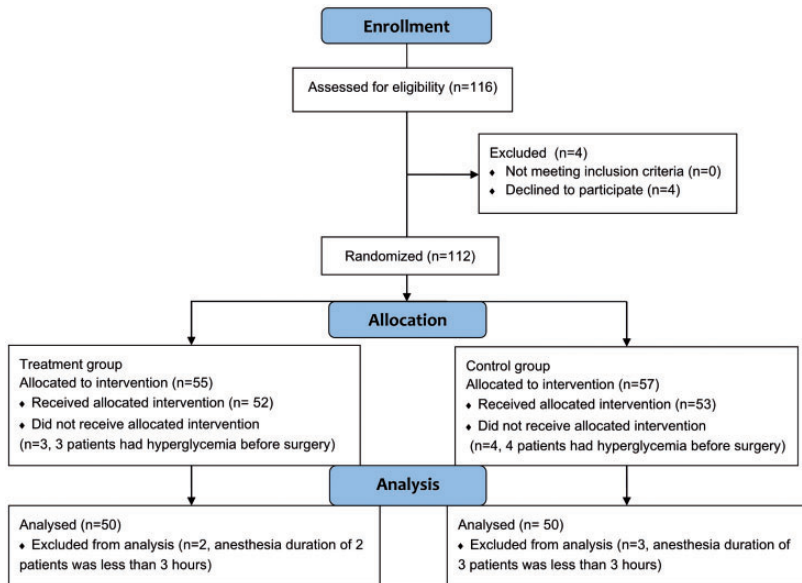 Enrollment
Assessed for eligibility (n=116)
Excluded (n=4)
♦ Not meeting inclusion criteria (n=0)
♦ Declined to participate (n=4)
Randomized (n=112)
Allocation
Treatment group
Allocated to intervention (n=55)
♦ Received allocated intervention (n= 52)
♦ Did not receive allocated intervention
(n=3, 3 patients had hyperglycemia before surgery)
Control group
Allocated to intervention (n=57)
♦ Received allocated intervention (n=53)
♦ Did not receive allocated intervention
(n=4, 4 patients had hyperglycemia before surgery)
Analysis
Analysed (n=50)
♦ Excluded from analysis (n=2, anesthesia duration of 2
patients was less than 3 hours)
Analysed (n= 50)
♦ Excluded from analysis (n=3, anesthesia duration of
3 patients was less than 3 hours)